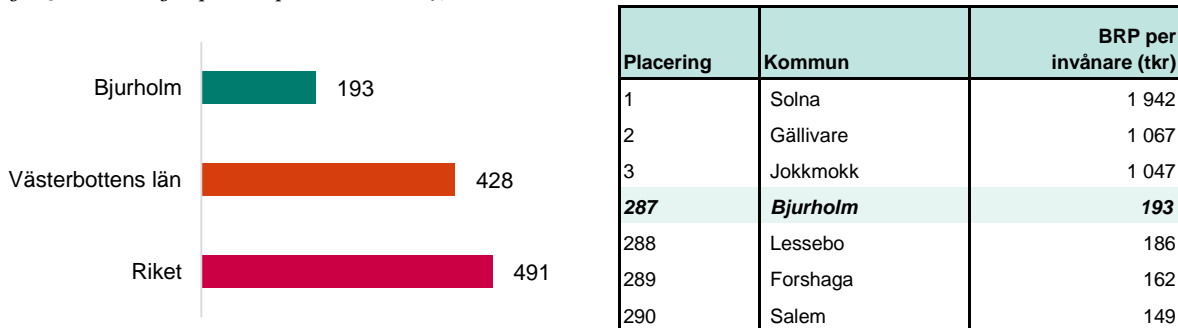 Bjurholm 193
Västerbottens län 428
Riket 491
Placering Kommun BRP per invånare (tkr)
1 Solna 1 942
2 Gällivare 1 067
3 Jokkmokk 1 047
287 Bjurholm 193
288 Lessebo 186
289 Forshaga 162
290 Salem 149